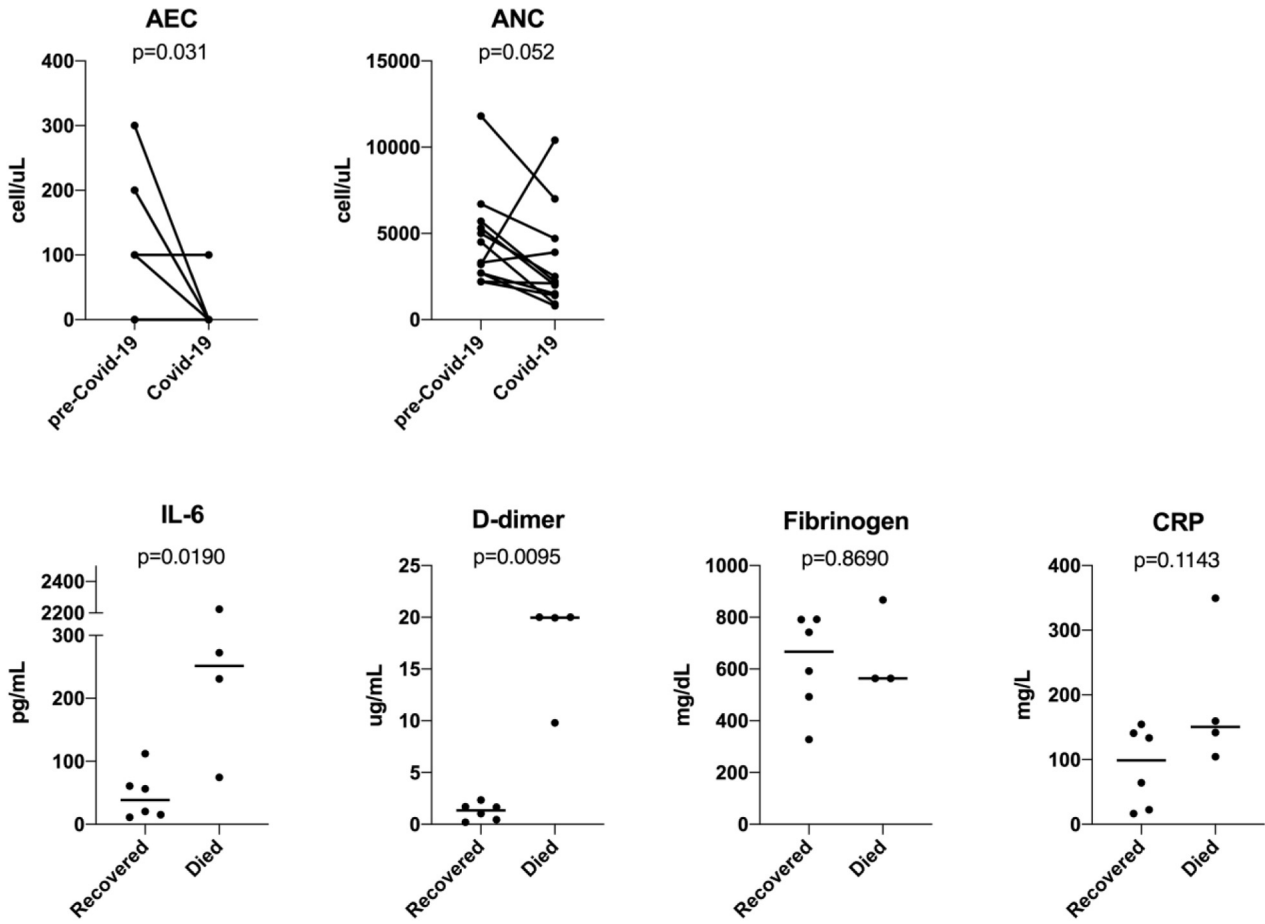 AEC
p=0.031
400
300
200
100
0
cell/uL
pre-Covid-19
Covid-19
ANC
p=0.052
15000
10000
5000
0
cell/uL
pre-Covid-19
Covid-19
IL-6
p=0.0190
2400
2200
300
200
100
0
pg/mL
Recovered
Died
D-dimer
p=0.0095
25
20
15
10
5
0
ug/mL
Recovered
Died
Fibrinogen
p=0.8690
1000
800
600
400
200
0
mg/dL
Recovered
Died
CRP
p=0.1143
400
300
200
100
0
mg/L
Recovered
Died